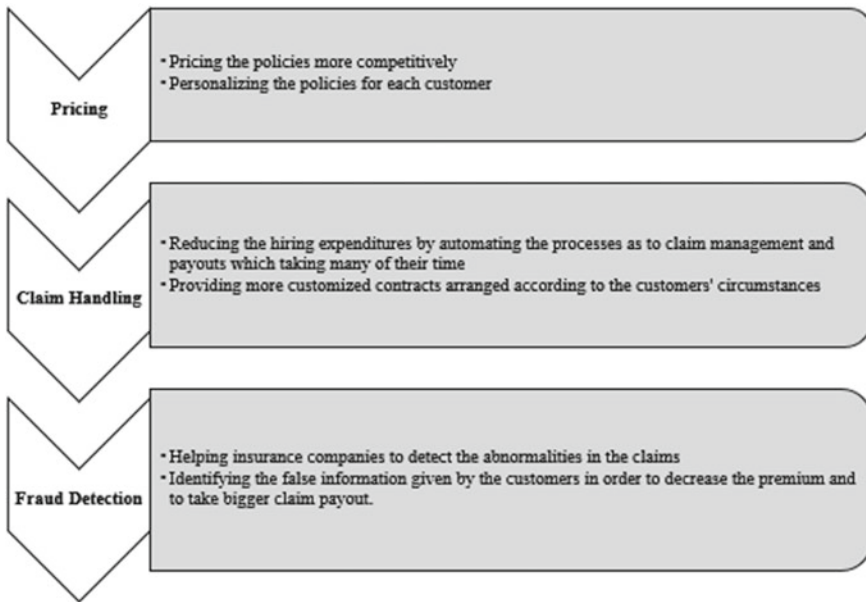 Pricing
- Pricing the policies more competitively
- Personalizing the policies for each customer
Claim Handling
- Reducing the hiring expenditures by automating the processes as to claim management and
payouts which taking many of their time
- Providing more customized contracts arranged according to the customers' circumstances
Fraud Detection
- Helping insurance companies to detect the abnormalities in the claims
- Identifying the false information given by the customers in order to decrease the premium and
to take bigger claim payout.